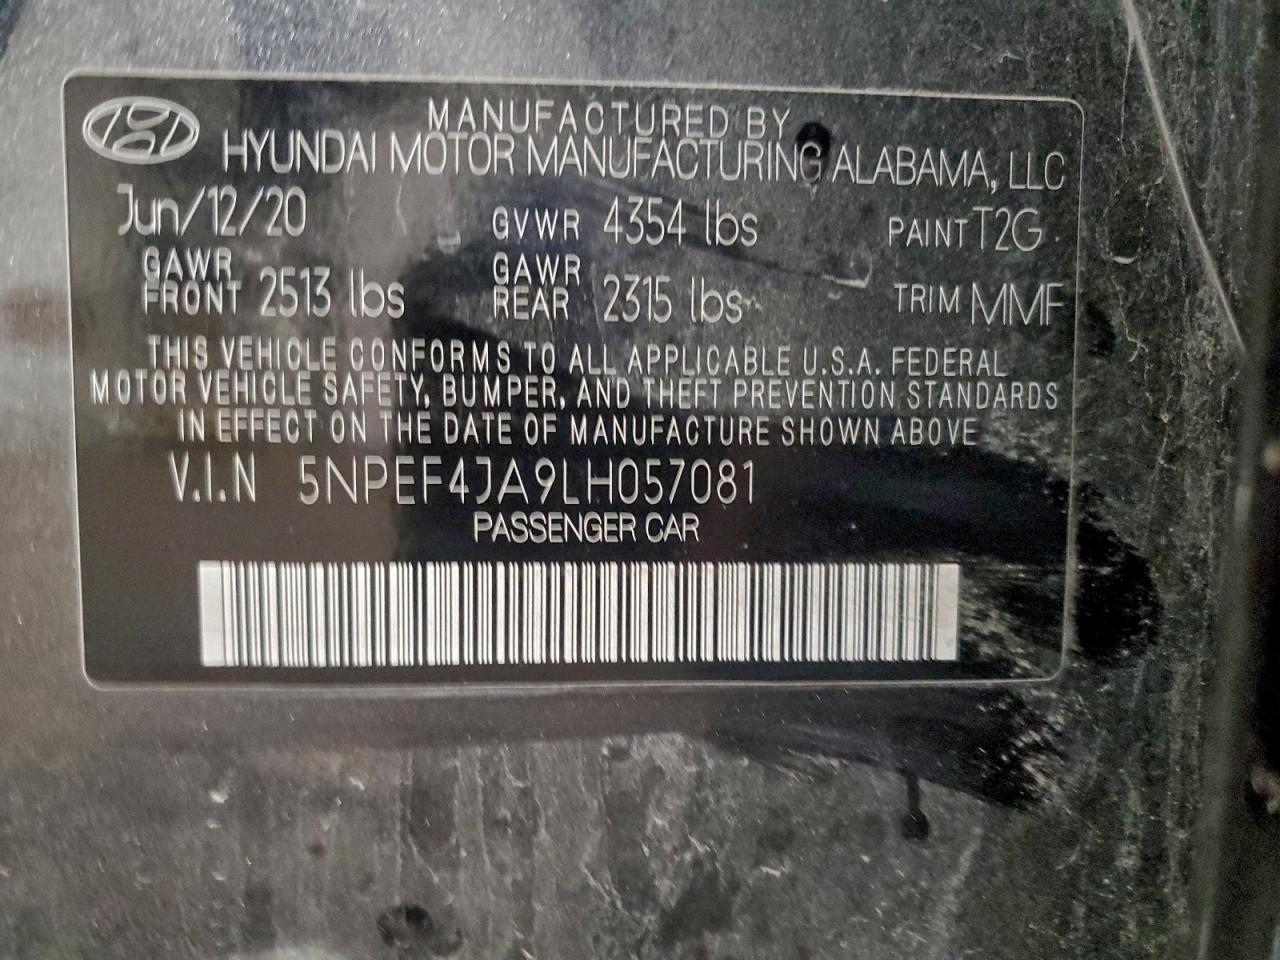 MANUFACTURED BY
HYUNDAI MOTOR MANUFACTURING ALABAMA, LLC
Jun/12/20 GVWR 4354 lbs PAINT T2G
GAWR FRONT 2513 lbs GAWR REAR 2315 lbs TRIM MMF
THIS VEHICLE CONFORMS TO ALL APPLICABLE U.S.A. FEDERAL
MOTOR VEHICLE SAFETY, BUMPER, AND THEFT PREVENTION STANDARDS
IN EFFECT ON THE DATE OF MANUFACTURE SHOWN ABOVE
V.I.N 5NPEF4JA9LH057081
PASSENGER CAR